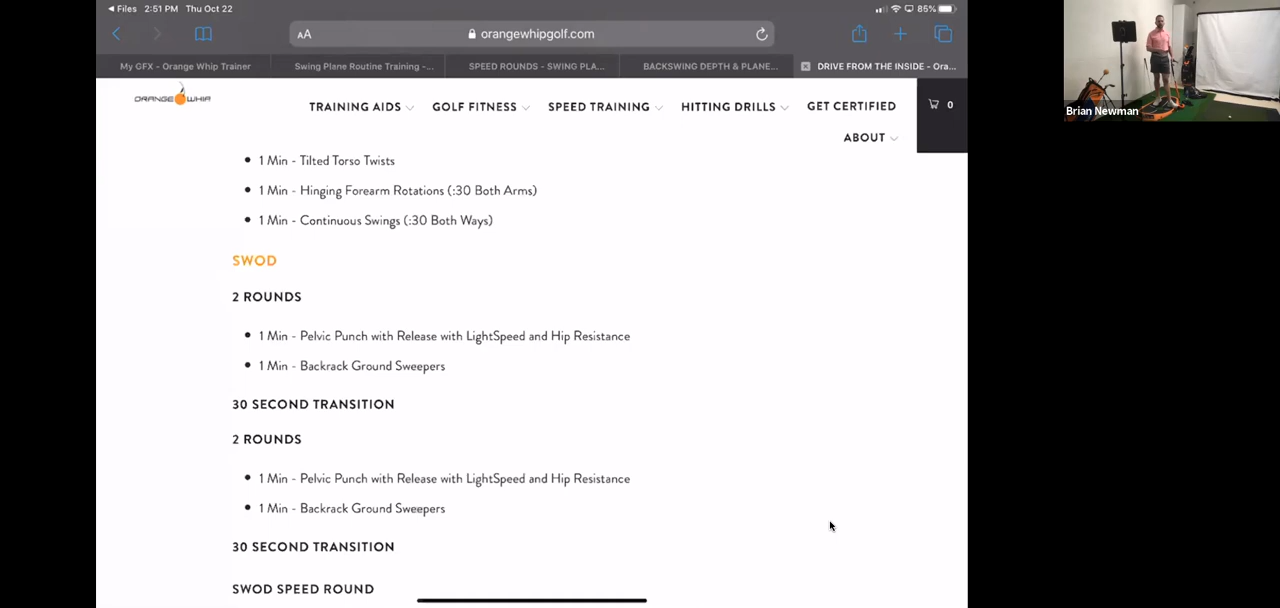 Files 2:51 PM Thu Oct 22
85%
AA
orangewhipgolf.com
My GFX - Orange Whip Trainer
Swing Plane Routine Training -...
SPEED ROUNDS - SWING PLA...
BACKSWING DEPTH & PLANE...
DRIVE FROM THE INSIDE - Ora...
ORANGE WHIP
TRAINING AIDS
GOLF FITNESS
SPEED TRAINING
HITTING DRILLS
GET CERTIFIED
0
ABOUT
Brian Newman
• 1 Min - Tilted Torso Twists
• 1 Min - Hinging Forearm Rotations (:30 Both Arms)
• 1 Min - Continuous Swings (:30 Both Ways)
SWOD
2 ROUNDS
• 1 Min - Pelvic Punch with Release with LightSpeed and Hip Resistance
• 1 Min - Backrack Ground Sweepers
30 SECOND TRANSITION
2 ROUNDS
• 1 Min - Pelvic Punch with Release with LightSpeed and Hip Resistance
• 1 Min - Backrack Ground Sweepers
30 SECOND TRANSITION
SWOD SPEED ROUND